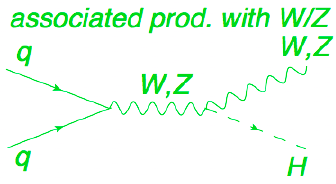 associated prod. with W/Z
W,Z
q
W,Z
q
H